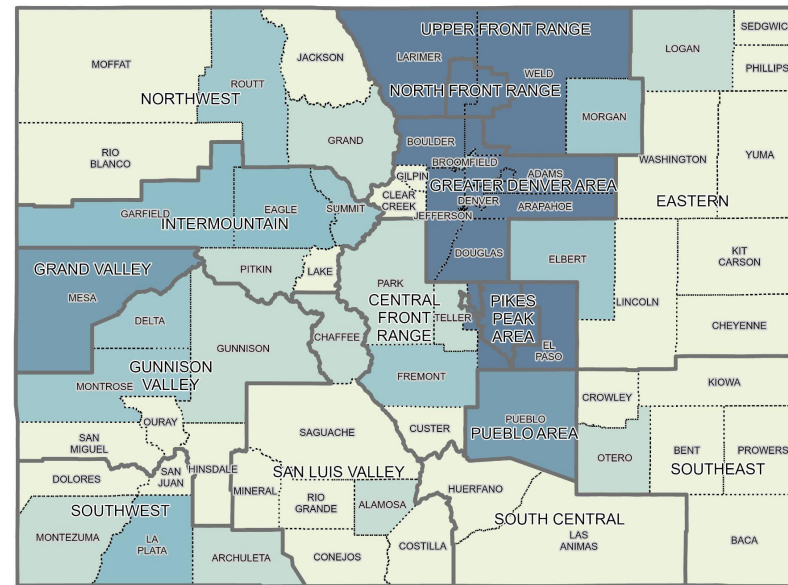 UPPER FRONT RANGE
SEDGWIC
LOGAN
JACKSON
LARIMER
PHILLIPS
MOFFAT
WELD
ROUTT
NORTHWEST
NORTH FRONT RANGE
MORGAN
GRAND
BOULDER
RIO
BLANCO
BROOMFIELD
WASHINGTON
YUMA
GILPIN
ADAMS
GREATER DENVER AREA
CLEAR
CREEK
DENVER
ARAPAHOE
EASTERN
GARFIELD
EAGLE
SUMMIT
JEFFERSON
INTERMOUNTAIN
DOUGLAS
ELBERT
KIT
CARSON
PITKIN
LAKE
GRAND VALLEY
MESA
PARK
LINCOLN
CENTRAL
FRONT
RANGE
TELLER
PIKES
PEAK
AREA
DELTA
CHEYENNE
GUNNISON
CHAFFEE
EL
PASO
GUNNISON
VALLEY
MONTROSE
FREMONT
KIOWA
CROWLEY
OURAY
PUEBLO
PUEBLO AREA
SAGUACHE
CUSTER
SAN
MIGUEL
OTERO
BENT
PROWERS
SOUTHEAST
DOLORES
SAN
JUAN
HINSDALE
SAN LUIS VALLEY
MINERAL
RIO
GRANDE
ALAMOSA
HUERFANO
SOUTHWEST
SOUTH CENTRAL
MONTEZUMA
LA
PLATA
ARCHULETA
CONEJOS
COSTILLA
LAS
ANIMAS
BACA